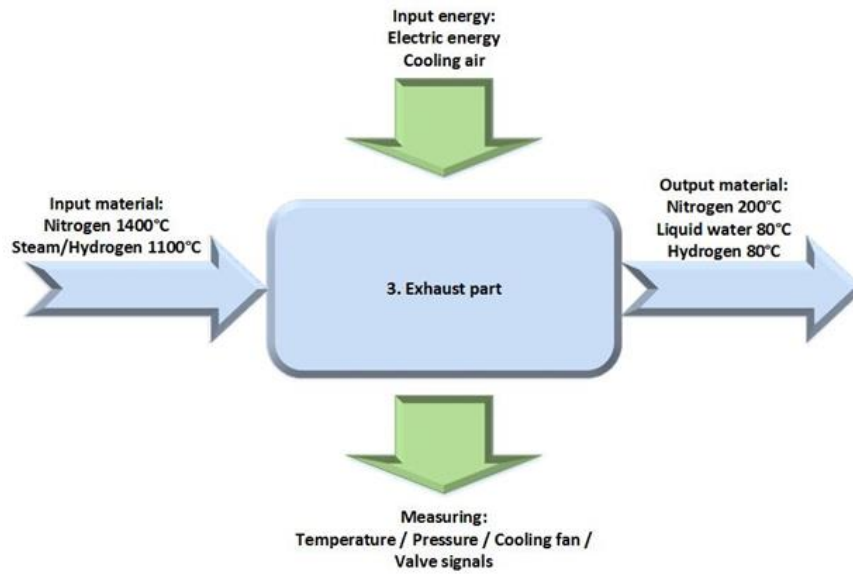 Input energy:
Electric energy
Cooling air
Input material:
Nitrogen 1400°C
Steam/Hydrogen 1100°C
3. Exhaust part
Output material:
Nitrogen 200°C
Liquid water 80°C
Hydrogen 80°C
Measuring:
Temperature / Pressure / Cooling fan /
Valve signals